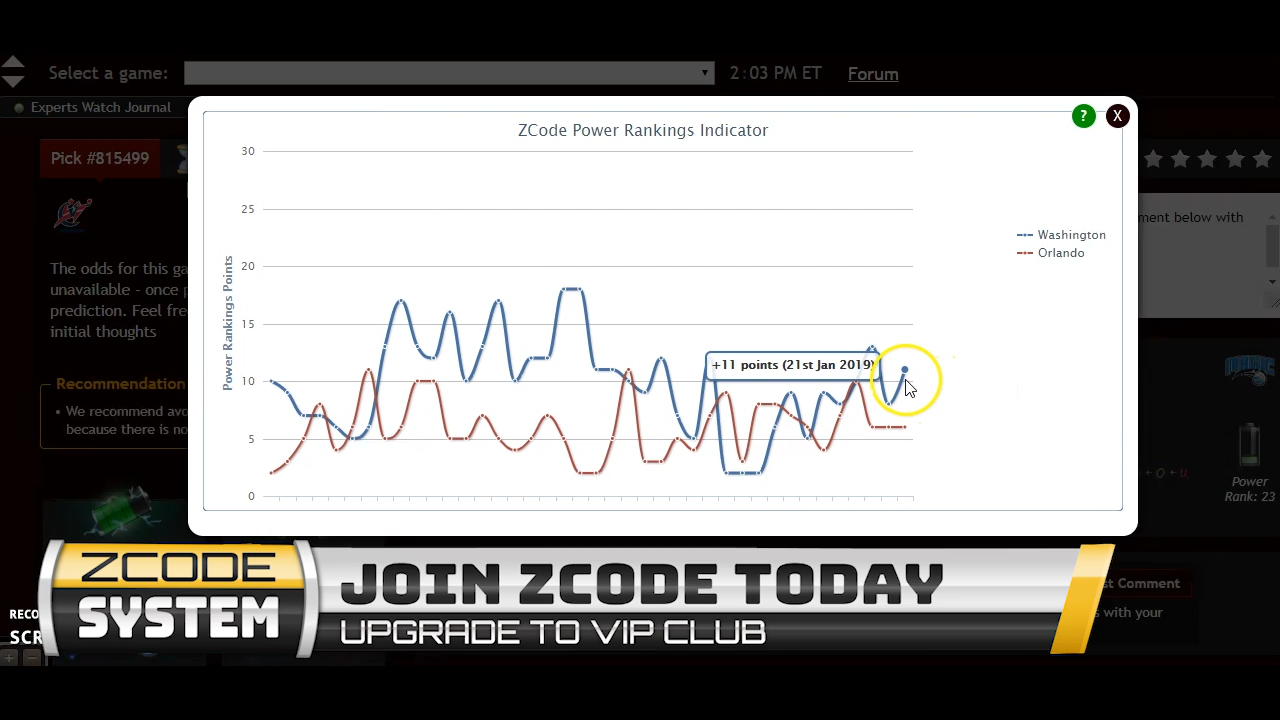 Select a game:
2:03 PM ET
Forum
Experts Watch Journal
Pick #815499
ZCode Power Rankings Indicator
?
X
30
25
20
15
10
5
0
Power Rankings Points
Washington
Orlando
+11 points (21st Jan 2019)
The odds for this ga
unavailable - once
prediction. Feel fre
initial thoughts
Recommendation
• We recommend avo
because there is no
ment below with
Power
Rank: 23
st Comment
s with your
RECO
SCR
ZCODE
SYSTEM
JOIN ZCODE TODAY
UPGRADE TO VIP CLUB